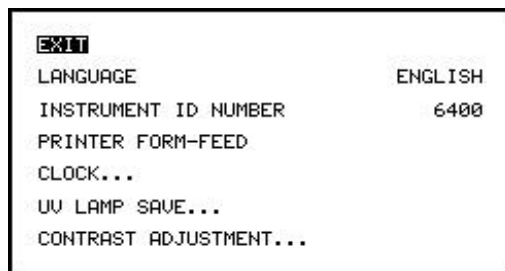 EXIT
LANGUAGE ENGLISH
INSTRUMENT ID NUMBER 6400
PRINTER FORM-FEED
CLOCK...
UV LAMP SAVE...
CONTRAST ADJUSTMENT...